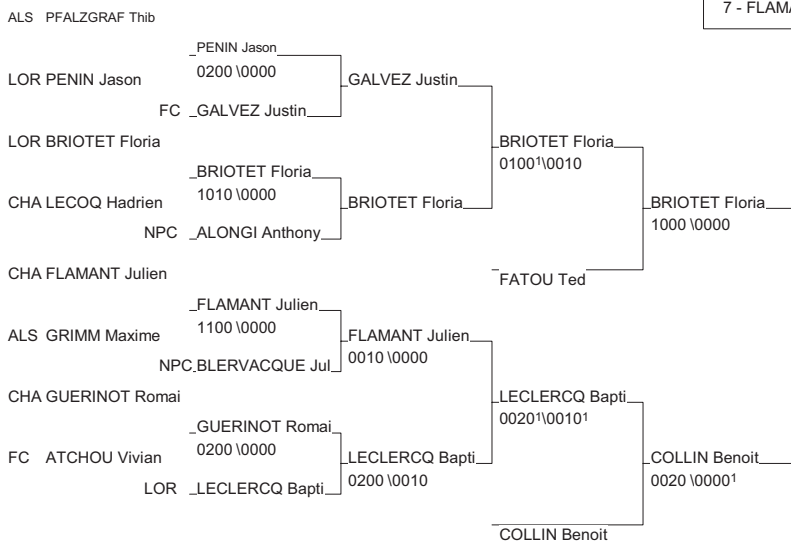 7 - FLAMA
ALS PFALZGRAF Thib
PENIN Jason
0200 \0000
LOR PENIN Jason
GALVEZ Justin
FC GALVEZ Justin
LOR BRIOTET Floria
BRIOTET Floria
0100¹\0010
BRIOTET Floria
1010 \0000
CHA LECOQ Hadrien
BRIOTET Floria
BRIOTET Floria
1000 \0000
NPC ALONGI Anthony
CHA FLAMANT Julien
FATOU Ted
FLAMANT Julien
1100 \0000
ALS GRIMM Maxime
FLAMANT Julien
0010 \0000
NPC BLERVACQUE Jul
CHA GUERINOT Romai
LECLERCQ Bapti
0020¹\0010¹
GUERINOT Romai
0200 \0000
FC ATCHOU Vivian
LECLERCQ Bapti
0200 \0010
COLLIN Benoit
0020 \0000¹
LOR LECLERCQ Bapti
COLLIN Benoit